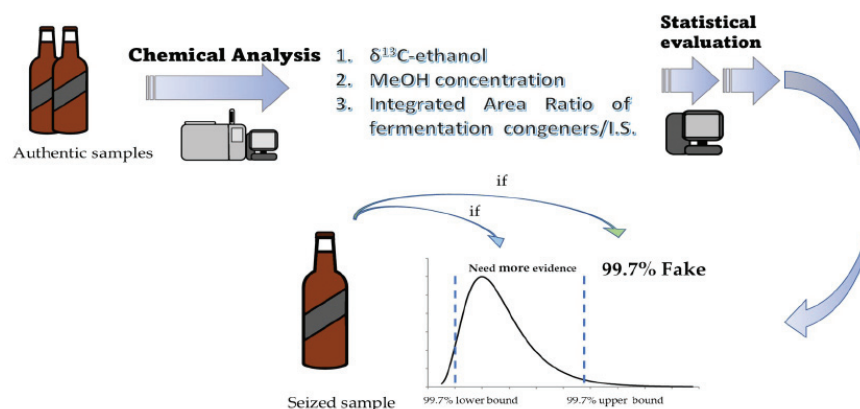 Chemical Analysis
1. δ¹³C-ethanol
2. MeOH concentration
3. Integrated Area Ratio of
fermentation congeners/I.S.
Statistical
evaluation
Authentic samples
if
if
Need more evidence
99.7% Fake
99.7% lower bound
99.7% upper bound
Seized sample